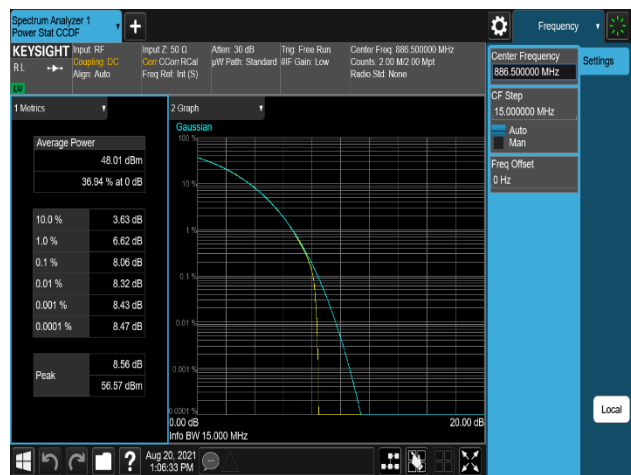 Spectrum Analyzer 1
Power Stat CCDF
Frequency
KEYSIGHT
RL
LXI
Input: RF
Coupling: DC
Align: Auto
Input Z: 50 Ω
Corr CCorr RCal
Freq Ref: Int (S)
Atten: 30 dB
µW Path: Standard
Trig: Free Run
#IF Gain: Low
Center Freq: 886.500000 MHz
Counts: 2.00 M/2.00 Mpt
Radio Std: None
Center Frequency
886.500000 MHz
Settings
CF Step
15.000000 MHz
Auto
Man
Freq Offset
0 Hz
1 Metrics
Average Power
48.01 dBm
36.94 % at 0 dB
10.0 % 3.63 dB
1.0 % 6.62 dB
0.1 % 8.06 dB
0.01 % 8.32 dB
0.001 % 8.43 dB
0.0001 % 8.47 dB
Peak
8.56 dB
56.57 dBm
2 Graph
Gaussian
100 %
10 %
1 %
0.1 %
0.01 %
0.001 %
0.0001 %
0.00 dB
20.00 dB
Info BW 15.000 MHz
Local
?
Aug 20, 2021
1:06:33 PM